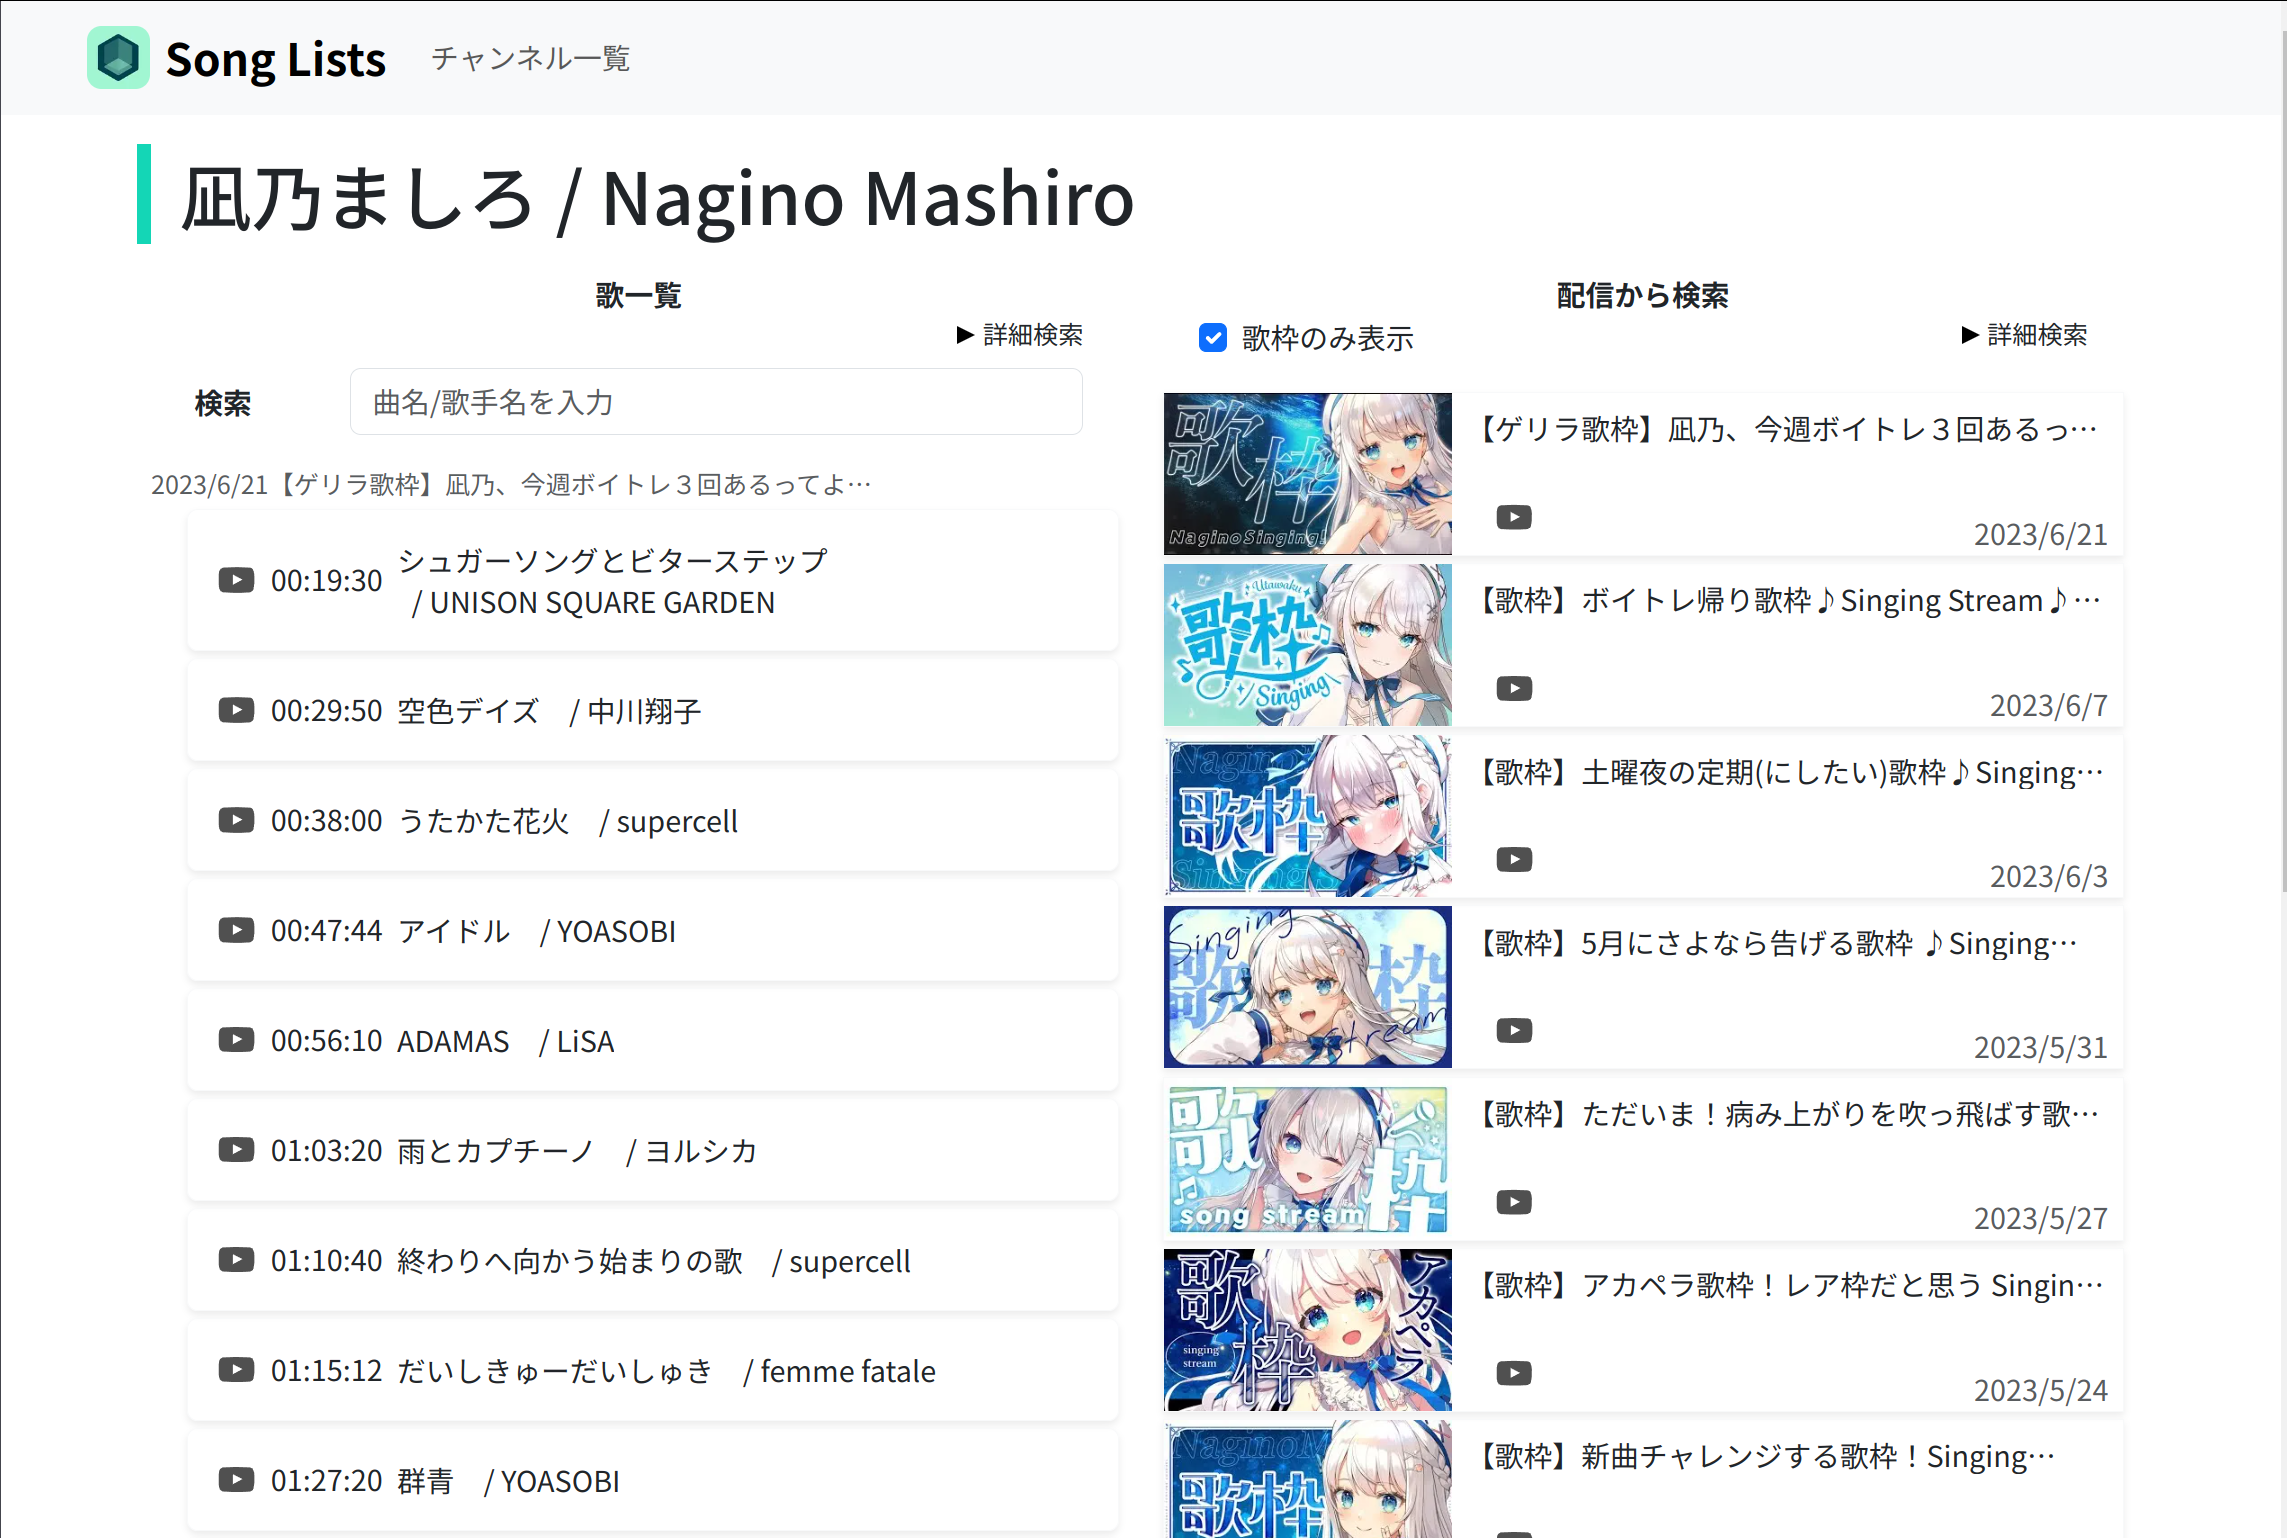 Song Lists
チャンネル一覧
凪乃ましろ / Nagino Mashiro
歌一覧
▶ 詳細検索
検索
曲名/歌手名を入力
2023/6/21【ゲリラ歌枠】凪乃、今週ボイトレ３回あるってよ…
00:19:30 シュガーソングとビターステップ
/ UNISON SQUARE GARDEN
00:29:50 空色デイズ　/ 中川翔子
00:38:00 うたかた花火　/ supercell
00:47:44 アイドル　/ YOASOBI
00:56:10 ADAMAS　/ LiSA
01:03:20 雨とカプチーノ　/ ヨルシカ
01:10:40 終わりへ向かう始まりの歌　/ supercell
01:15:12 だいしきゅーだいしゅき　/ femme fatale
01:27:20 群青　/ YOASOBI
配信から検索
歌枠のみ表示
▶ 詳細検索
歌枠
NaginoSinging!
【ゲリラ歌枠】凪乃、今週ボイトレ３回あるっ…
2023/6/21
Utawaku
歌枠
Singing
【歌枠】ボイトレ帰り歌枠♪Singing Stream♪…
2023/6/7
歌枠
【歌枠】土曜夜の定期(にしたい)歌枠♪Singing…
2023/6/3
Singing
歌枠
Stream
【歌枠】5月にさよなら告げる歌枠 ♪Singing…
2023/5/31
歌枠
song stream
【歌枠】ただいま！病み上がりを吹っ飛ばす歌…
2023/5/27
歌枠
アカペラ
singing
stream
【歌枠】アカペラ歌枠！レア枠だと思う Singin…
2023/5/24
歌枠
【歌枠】新曲チャレンジする歌枠！Singing…